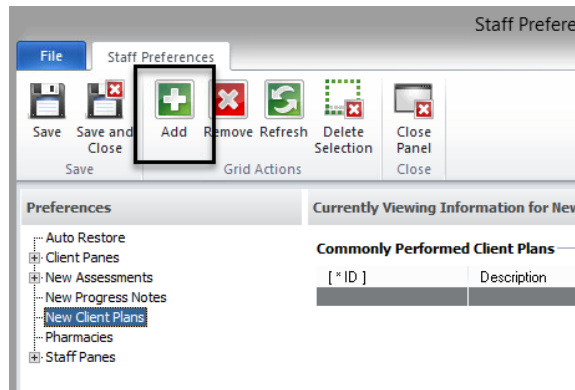 Staff Prefere
File Staff Preferences
Save Save and Close Add Remove Refresh Delete Selection Close Panel
Save Grid Actions Close
Preferences Currently Viewing Information for New
Auto Restore
Client Panes
New Assessments
New Progress Notes
New Client Plans
Pharmacies
Staff Panes
Commonly Performed Client Plans
[ * ID ] Description